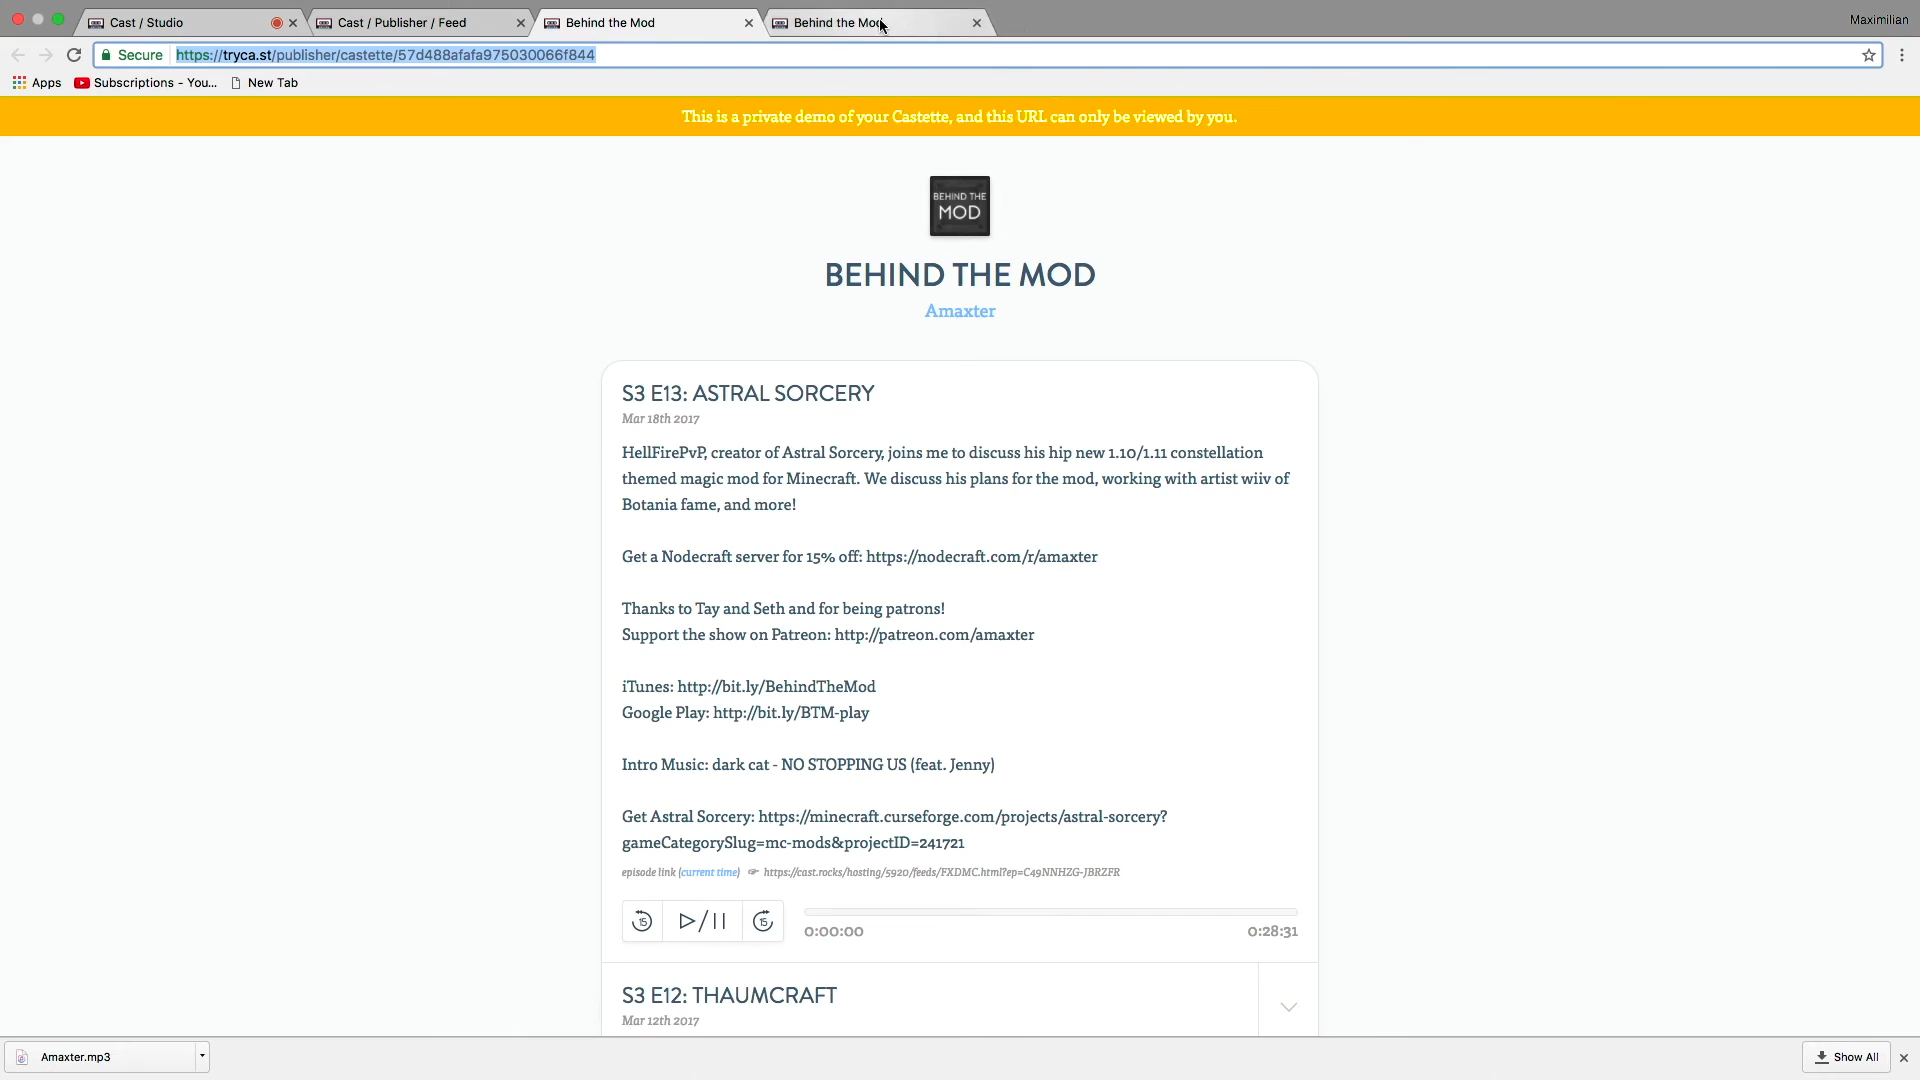 Cast / Studio
Cast / Publisher / Feed
Behind the Mod
Behind the Mod
Maximilian
Secure
https://tryca.st/publisher/castette/57d488afafa975030066f844
Apps
Subscriptions - You...
New Tab
This is a private demo of your Castette, and this URL can only be viewed by you.
BEHIND THE
MOD
BEHIND THE MOD
Amaxter
S3 E13: ASTRAL SORCERY
Mar 18th 2017
HellFirePvP, creator of Astral Sorcery, joins me to discuss his hip new 1.10/1.11 constellation
themed magic mod for Minecraft. We discuss his plans for the mod, working with artist wiiv of
Botania fame, and more!
Get a Nodecraft server for 15% off: https://nodecraft.com/r/amaxter
Thanks to Tay and Seth and for being patrons!
Support the show on Patreon: http://patreon.com/amaxter
iTunes: http://bit.ly/BehindTheMod
Google Play: http://bit.ly/BTM-play
Intro Music: dark cat - NO STOPPING US (feat. Jenny)
Get Astral Sorcery: https://minecraft.curseforge.com/projects/astral-sorcery?
gameCategorySlug=mc-mods&projectID=241721
episode link (current time) ☞ https://cast.rocks/hosting/5920/feeds/FXDMC.html?ep=C49NNHZG-JBRZFR
15
15
0:00:00
0:28:31
S3 E12: THAUMCRAFT
Mar 12th 2017
Amaxter.mp3
Show All